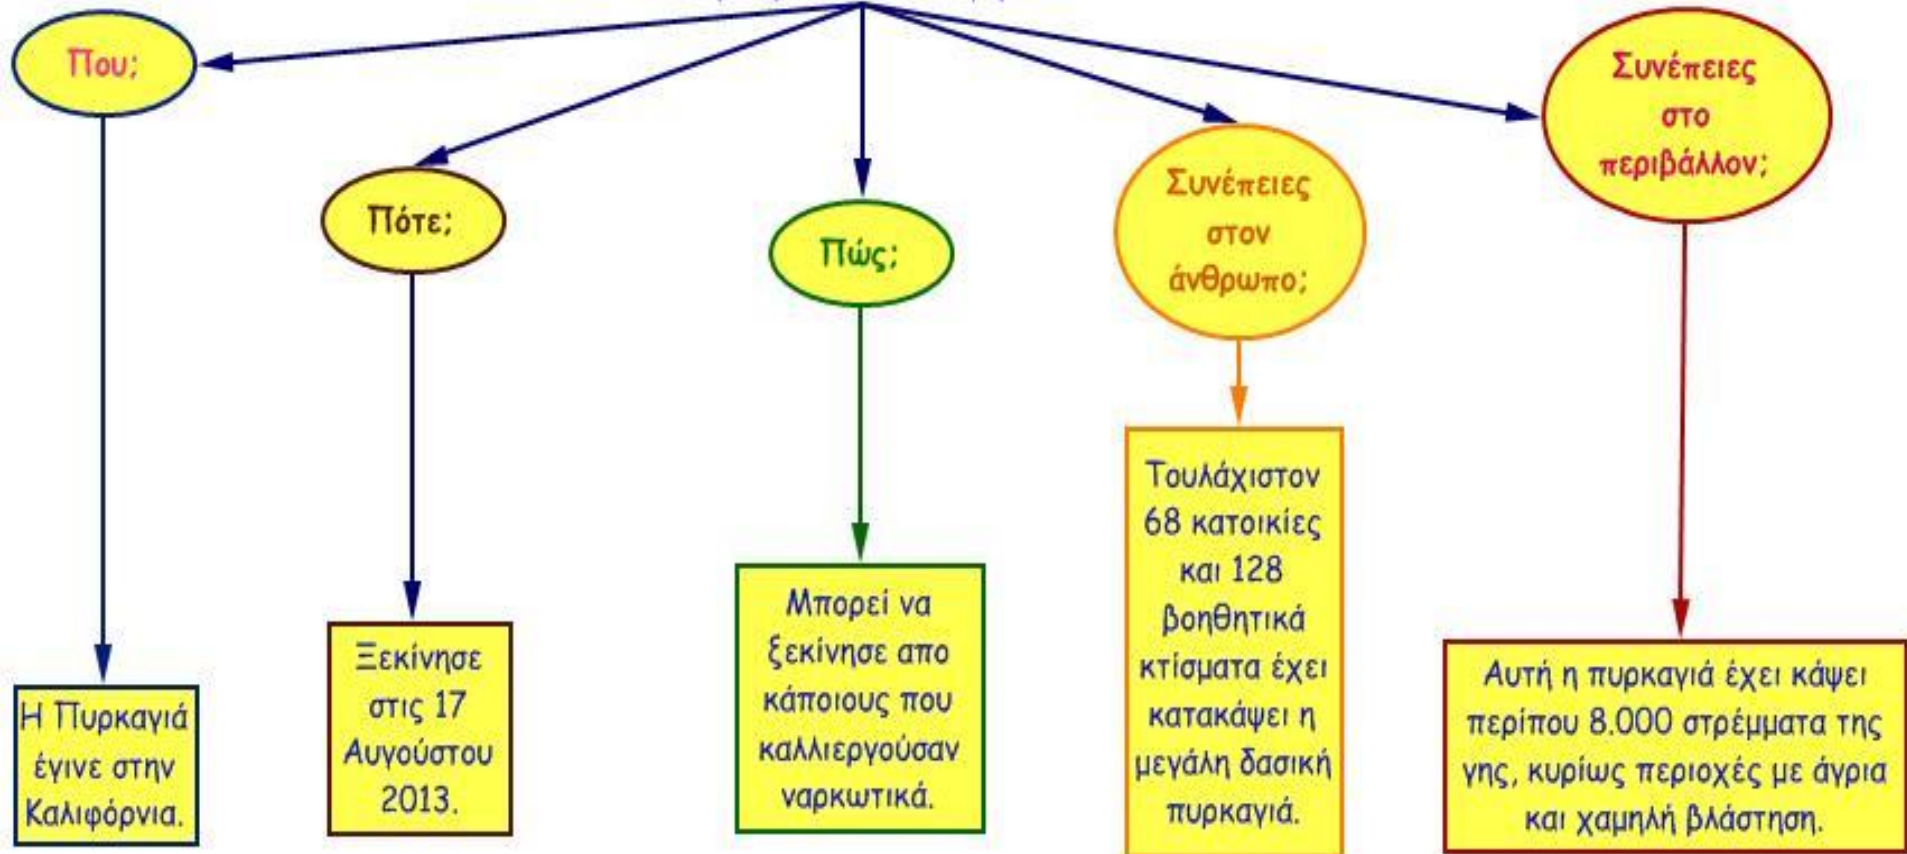 Που;
Πότε;
Πώς;
Συνέπειες
στον
άνθρωπο;
Συνέπειες
στο
περιβάλλον;
Η Πυρκαγιά
έγινε στην
Καλιφόρνια.
Ξεκίνησε
στις 17
Αυγούστου
2013.
Μπορεί να
ξεκίνησε απο
κάποιους που
καλλιεργούσαν
ναρκωτικά.
Τουλάχιστον
68 κατοικίες
και 128
βοηθητικά
κτίσματα έχει
κατακάψει η
μεγάλη δασική
πυρκαγιά.
Αυτή η πυρκαγιά έχει κάψει
περίπου 8.000 στρέμματα της
γης, κυρίως περιοχές με άγρια
και χαμηλή βλάστηση.